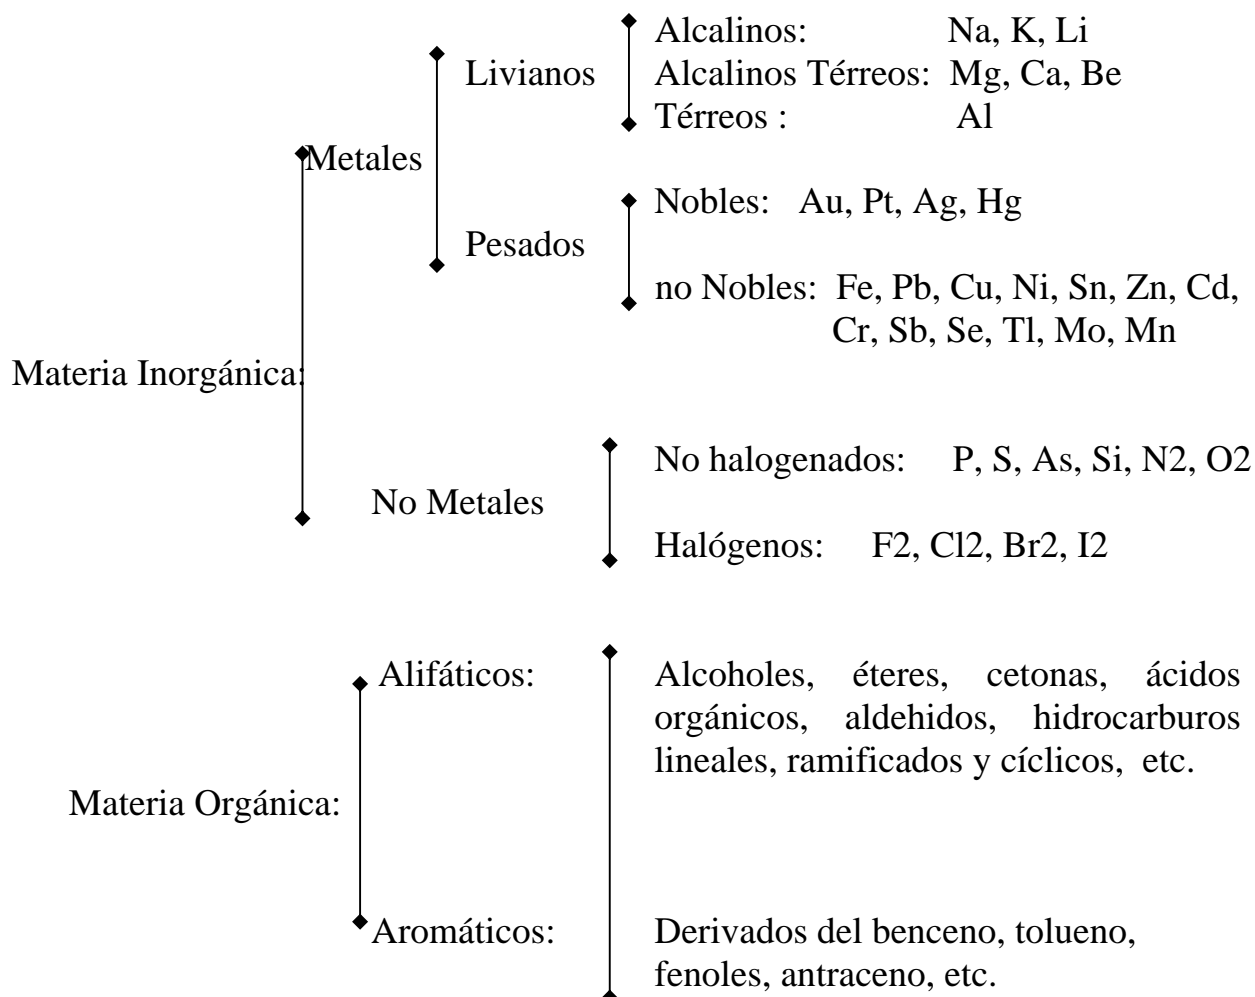 Alcalinos: Na, K, Li
Livianos
Alcalinos Térreos: Mg, Ca, Be
Térreos : Al
Metales
Nobles: Au, Pt, Ag, Hg
Pesados
no Nobles: Fe, Pb, Cu, Ni, Sn, Zn, Cd,
Cr, Sb, Se, Tl, Mo, Mn
Materia Inorgánica:
No halogenados: P, S, As, Si, N2, O2
No Metales
Halógenos: F2, Cl2, Br2, I2
Alifáticos:
Alcoholes, éteres, cetonas, ácidos
orgánicos, aldehidos, hidrocarburos
lineales, ramificados y cíclicos, etc.
Materia Orgánica:
Aromáticos:
Derivados del benceno, tolueno,
fenoles, antraceno, etc.